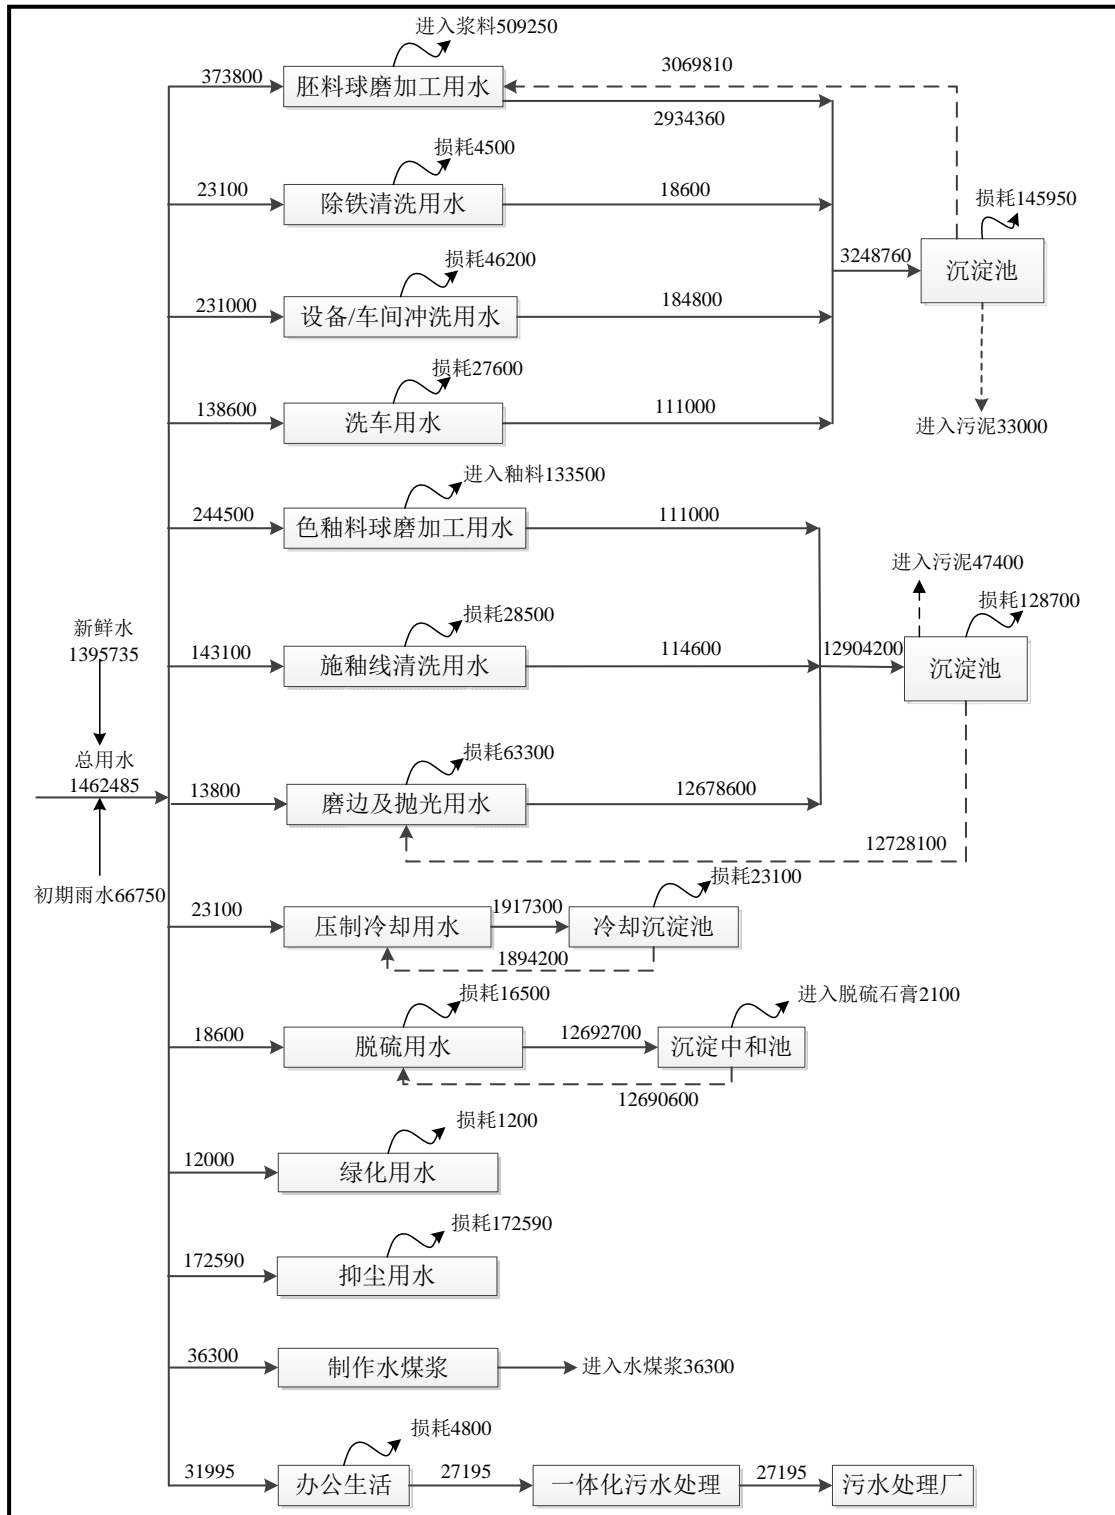 进入浆料509250
373800
胚料球磨加工用水
3069810
2934360
损耗4500
23100
除铁清洗用水
18600
损耗145950
沉淀池
3248760
损耗46200
231000
设备/车间冲洗用水
184800
损耗27600
138600
洗车用水
111000
进入污泥33000
进入釉料133500
244500
色釉料球磨加工用水
111000
进入污泥47400
损耗128700
沉淀池
12904200
新鲜水
1395735
损耗28500
143100
施釉线清洗用水
114600
总用水
1462485
损耗63300
13800
磨边及抛光用水
12678600
12728100
初期雨水66750
23100
压制冷却用水
1917300
冷却沉淀池
损耗23100
1894200
损耗16500
进入脱硫石膏2100
18600
脱硫用水
12692700
沉淀中和池
12690600
损耗1200
12000
绿化用水
损耗172590
172590
抑尘用水
36300
制作水煤浆
进入水煤浆36300
损耗4800
31995
办公生活
27195
一体化污水处理
27195
污水处理厂